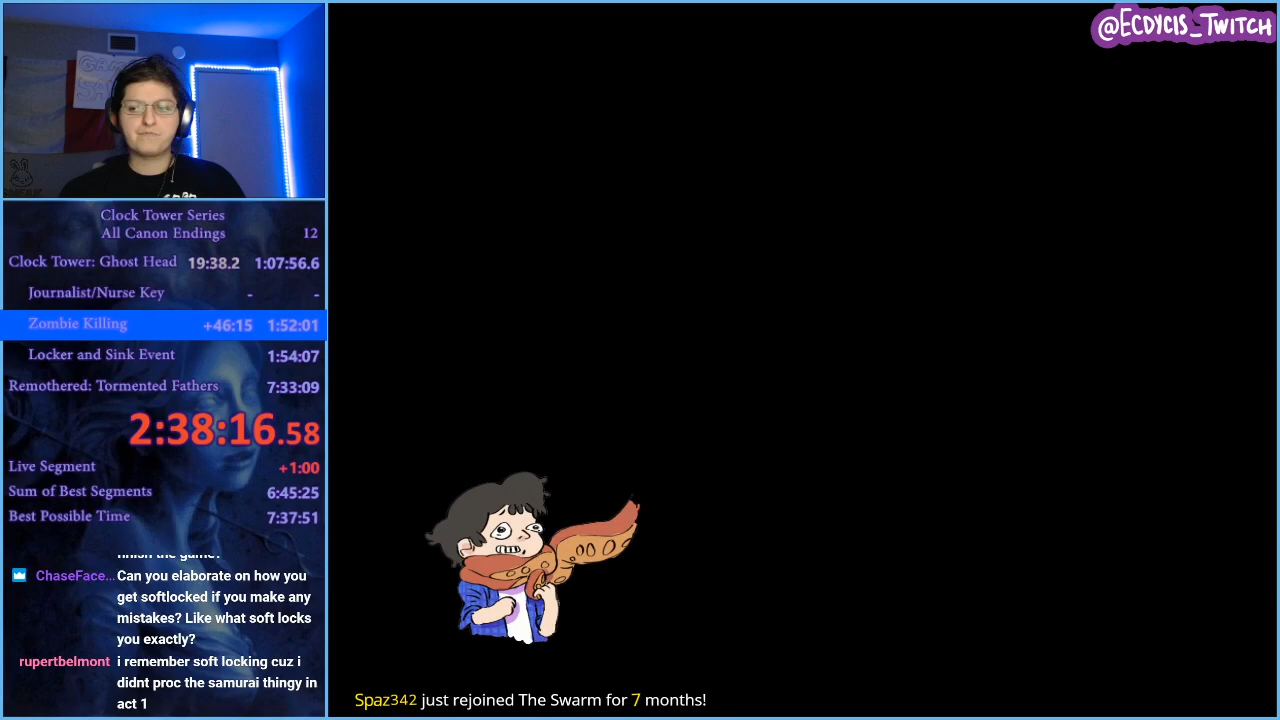 @ECDYCIS_TWITCH
Clock Tower Series
All Canon Endings 12
Clock Tower: Ghost Head 19:38.2 1:07:56.6
Journalist/Nurse Key - -
Zombie Killing +46:15 1:52:01
Locker and Sink Event 1:54:07
Remothered: Tormented Fathers 7:33:09
2:38:16.58
Live Segment +1:00
Sum of Best Segments 6:45:25
Best Possible Time 7:37:51
finish the game?
ChaseFace... Can you elaborate on how you
get softlocked if you make any
mistakes? Like what soft locks
you exactly?
rupertbelmont i remember soft locking cuz i
didnt proc the samurai thingy in
act 1
Spaz342 just rejoined The Swarm for 7 months!